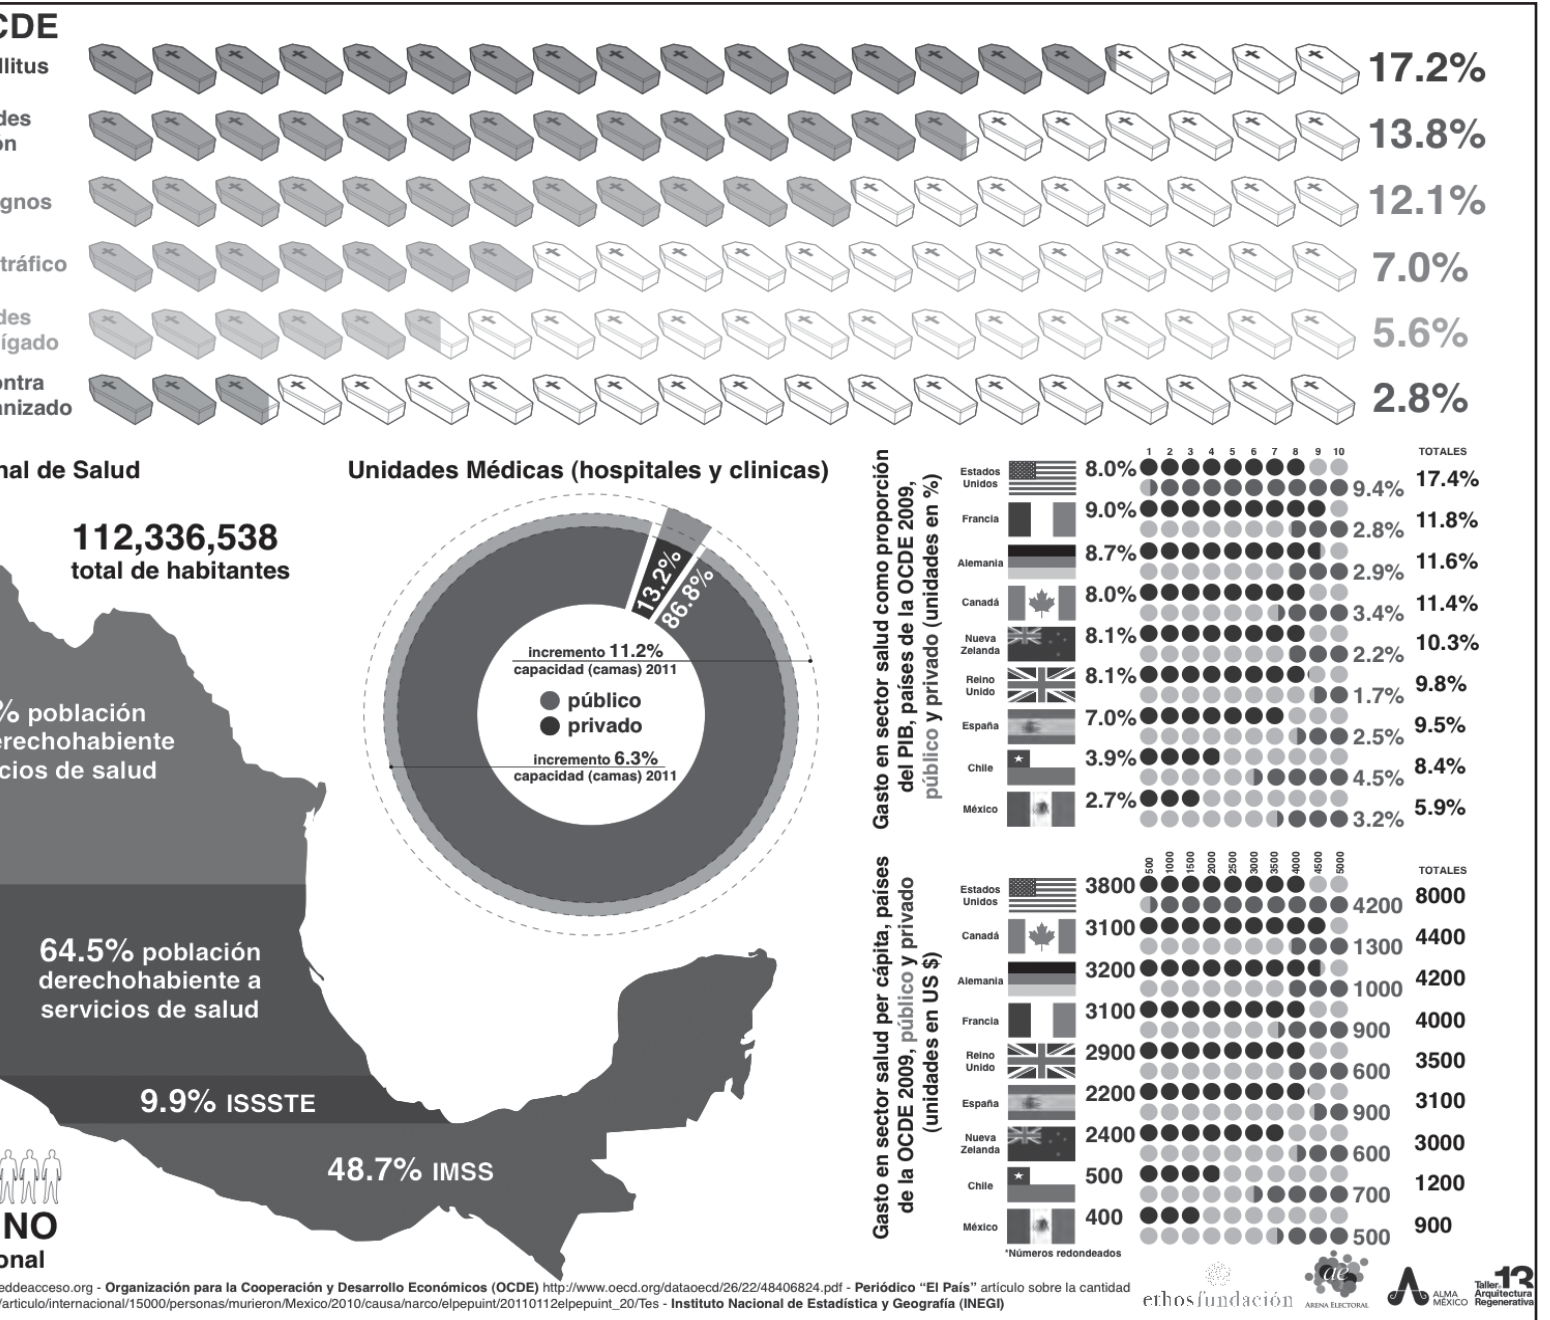 CDE
llitus
17.2%
des
ón
13.8%
gnos
12.1%
tráfico
7.0%
des
ígado
5.6%
ontra
anizado
2.8%
nal de Salud
112,336,538
total de habitantes
% población
erechohabiente
cios de salud
64.5% población
derechohabiente a
servicios de salud
9.9% ISSSTE
48.7% IMSS
NO
onal
Unidades Médicas (hospitales y clinicas)
13.2%
86.8%
incremento 11.2%
capacidad (camas) 2011
público
privado
incremento 6.3%
capacidad (camas) 2011
Gasto en sector salud como proporción
del PIB, países de la OCDE 2009,
público y privado (unidades en %)
1 2 3 4 5 6 7 8 9 10 TOTALES
Estados
Unidos
8.0%
9.4%
17.4%
Francia
9.0%
2.8%
11.8%
Alemania
8.7%
2.9%
11.6%
Canadá
8.0%
3.4%
11.4%
Nueva
Zelanda
8.1%
2.2%
10.3%
Reino
Unido
8.1%
1.7%
9.8%
España
7.0%
2.5%
9.5%
Chile
3.9%
4.5%
8.4%
México
2.7%
3.2%
5.9%
Gasto en sector salud per cápita, países
de la OCDE 2009, público y privado
(unidades en US $)
500 1000 1500 2000 2500 3000 3500 4000 4500 5000 TOTALES
Estados
Unidos
3800
4200
8000
Canadá
3100
1300
4400
Alemania
3200
1000
4200
Francia
3100
900
4000
Reino
Unido
2900
600
3500
España
2200
900
3100
Nueva
Zelanda
2400
600
3000
Chile
500
700
1200
México
400
500
900
*Números redondeados
eddeacceso.org - Organización para la Cooperación y Desarrollo Económicos (OCDE) http://www.oecd.org/dataoecd/26/22/48406824.pdf - Periódico “El País” artículo sobre la cantidad
/articulo/internacional/15000/personas/murieron/Mexico/2010/causa/narco/elpepuint/20110112elpepuint_20/Tes - Instituto Nacional de Estadística y Geografía (INEGI)
ethosfundación
ae
ARENA ELECTORAL
ALMA
MÉXICO
Taller 13
Arquitectura
Regenerativa